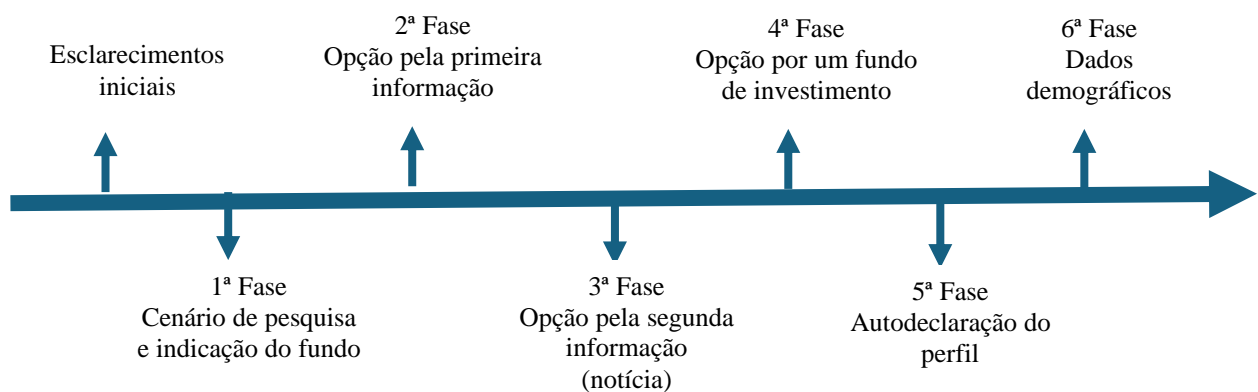 Esclarecimentos
iniciais
1ª Fase
Cenário de pesquisa
e indicação do fundo
2ª Fase
Opção pela primeira
informação
3ª Fase
Opção pela segunda
informação
(notícia)
4ª Fase
Opção por um fundo
de investimento
5ª Fase
Autodeclaração do
perfil
6ª Fase
Dados
demográficos